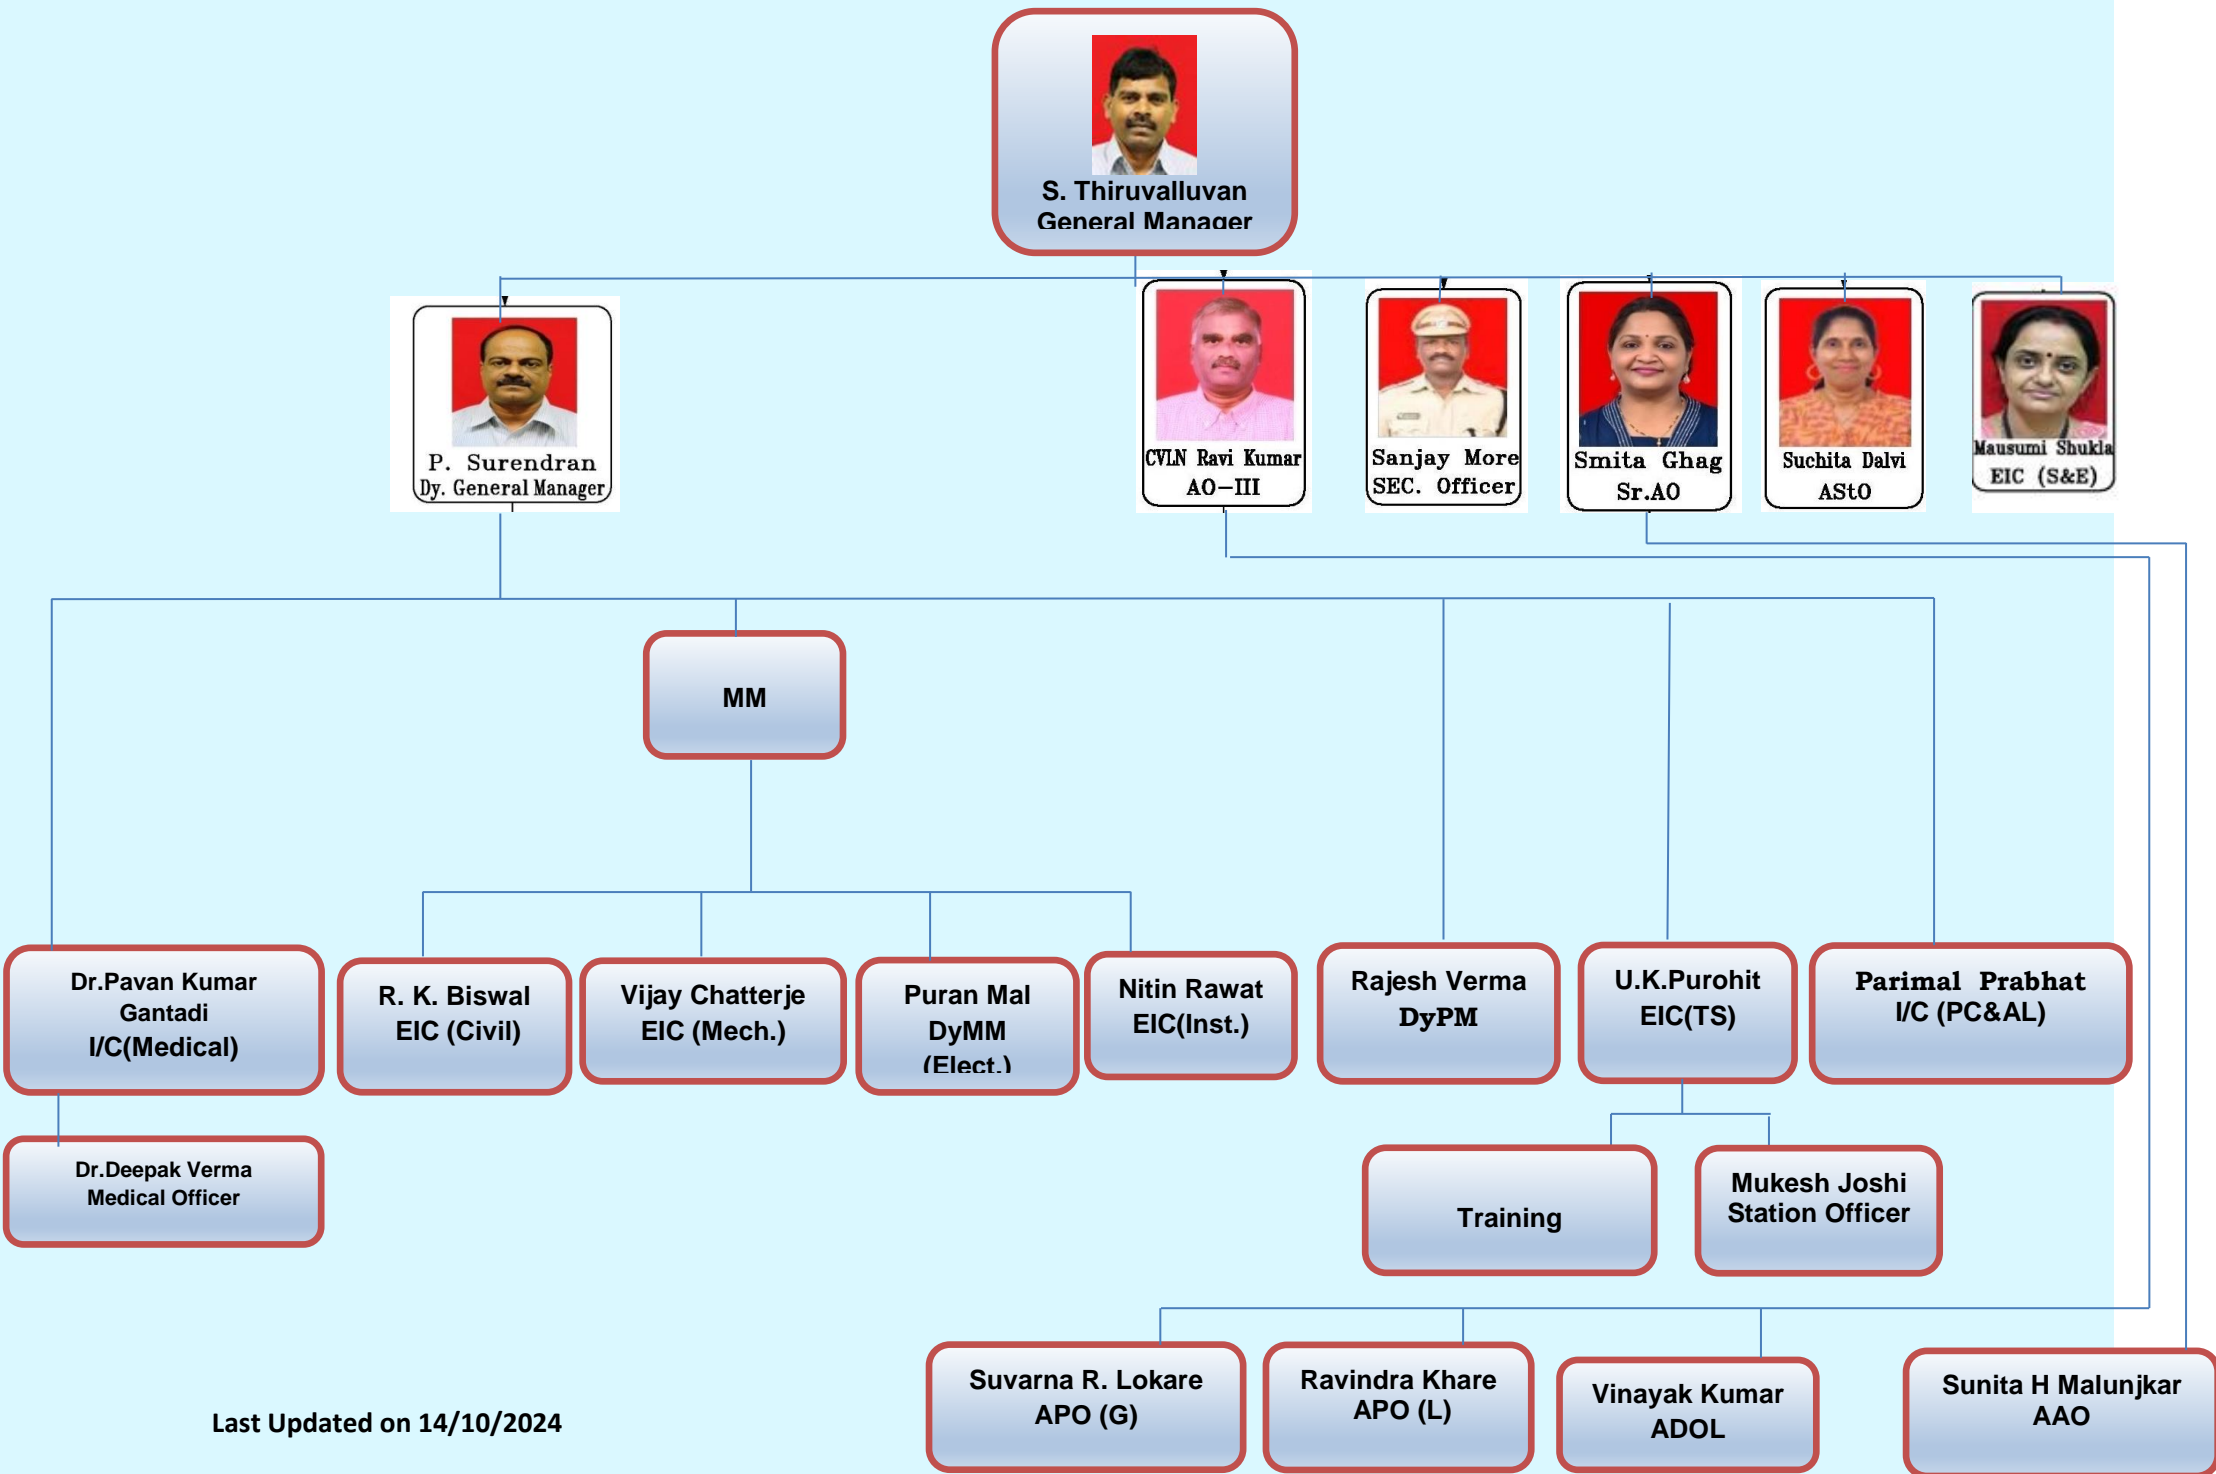 S. Thiruvalluvan
General Manager
P. Surendran
Dy. General Manager
CVLN Ravi Kumar
AO-III
Sanjay More
SEC. Officer
Smita Ghag
Sr.AO
Suchita Dalvi
AStO
Mausumi Shukla
EIC (S&E)
MM
Dr.Pavan Kumar
Gantadi
I/C(Medical)
R. K. Biswal
EIC (Civil)
Vijay Chatterje
EIC (Mech.)
Puran Mal
DyMM
(Elect.)
Nitin Rawat
EIC(Inst.)
Rajesh Verma
DyPM
U.K.Purohit
EIC(TS)
Parimal Prabhat
I/C (PC&AL)
Dr.Deepak Verma
Medical Officer
Training
Mukesh Joshi
Station Officer
Suvarna R. Lokare
APO (G)
Ravindra Khare
APO (L)
Vinayak Kumar
ADOL
Sunita H Malunjkar
AAO
Last Updated on 14/10/2024